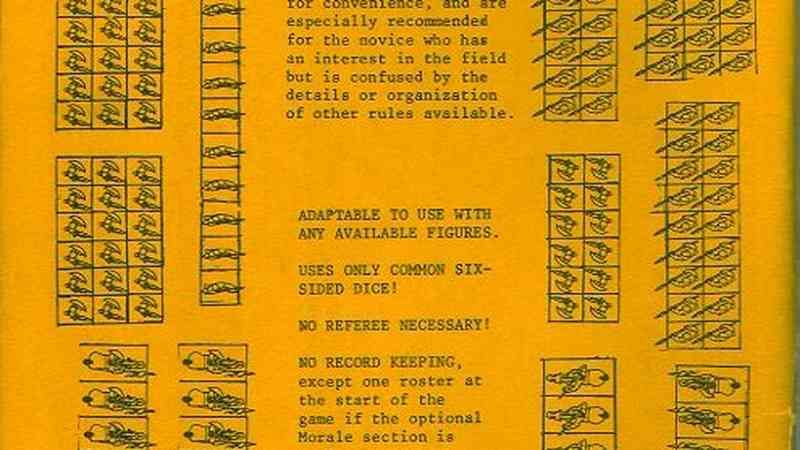 for convenience, and are
especially recommended
for the novice who has
an interest in the field
but is confused by the
details or organization
of other rules available.
ADAPTABLE TO USE WITH
ANY AVAILABLE FIGURES.
USES ONLY COMMON SIX-
SIDED DICE!
NO REFEREE NECESSARY!
NO RECORD KEEPING,
except one roster at
the start of the
game if the optional
Morale section is